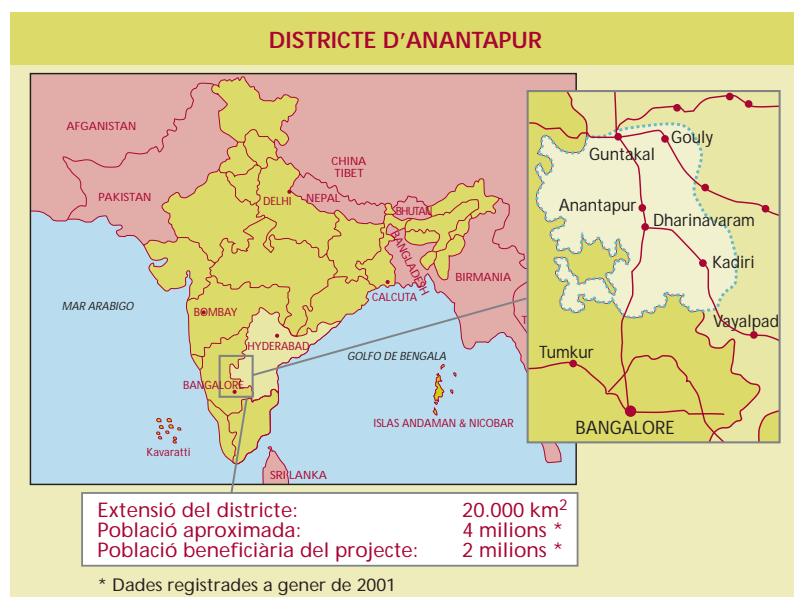 DISTRICTE D'ANANTAPUR
AFGANISTAN
CHINA
TIBET
PAKISTAN
DELHI
NEPAL
BHUTAN
BANGLADESH
BIRMANIA
CALCUTA
MAR ARABIGO
BOMBAY
HYDERABAD
GOLFO DE BENGALA
BANGALORE
ISLAS ANDAMAN & NICOBAR
Kavaratti
SRI LANKA
T
Gouly
Guntakal
Anantapur
Dharinavaram
Kadiri
Vayalpad
Tumkur
BANGALORE
Extensió del districte: 20.000 km²
Població aproximada: 4 milions *
Població beneficiària del projecte: 2 milions *
* Dades registrades a gener de 2001